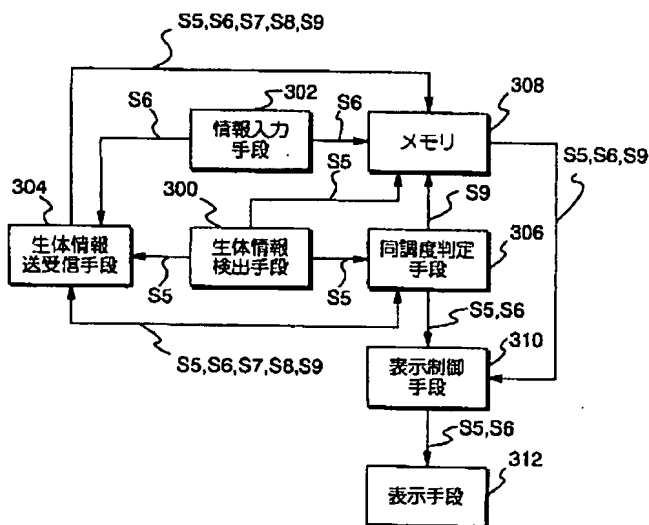 S5,S6,S7,S8,S9
302
308
S6
情報入力
手段
S6
メモリ
S5
S5,S6,S9
304
300
S9
306
生体情報
送受信手段
S5
生体情報
検出手段
S5
同調度判定
手段
S5,S6
S5,S6,S7,S8,S9
310
表示制御
手段
S5,S6
312
表示手段